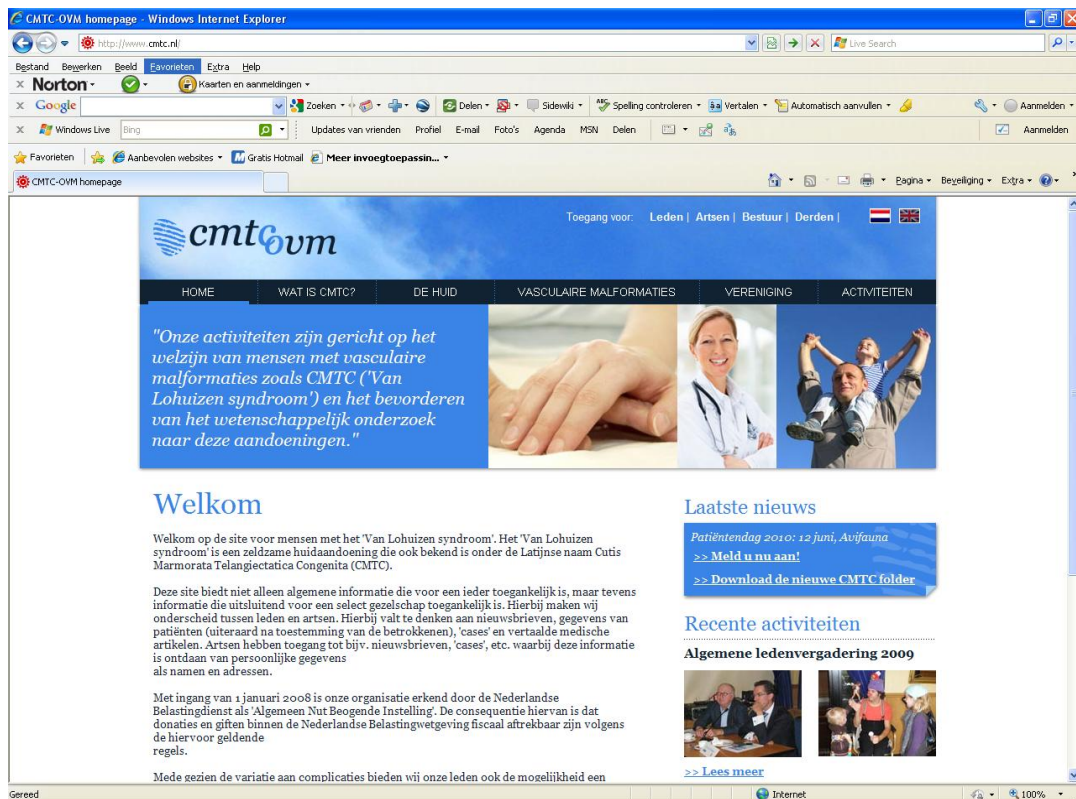 CMTC-OVM homepage - Windows Internet Explorer
http://www.cmtc.nl/
Live Search
Bestand Bewerken Beeld Favorieten Extra Help
Norton
Kaarten en aanmeldingen
Google
Zoeken
Delen
Sidewiki
Spelling controleren
Vertalen
Automatisch aanvullen
Aanmelden
Windows Live
Bing
Updates van vrienden Profiel E-mail Foto's Agenda MSN Delen
Aanmelden
Favorieten
Aanbevolen websites
Gratis Hotmail
Meer invoegtoepassin...
CMTC-OVM homepage
Pagina
Beveiliging
Extra
cmtc ovm
Toegang voor: Leden | Artsen | Bestuur | Derden |
HOME
WAT IS CMTC?
DE HUID
VASCULAIRE MALFORMATIES
VERENIGING
ACTIVITEITEN
"Onze activiteiten zijn gericht op het
welzijn van mensen met vasculaire
malformaties zoals CMTC ('Van
Lohuizen syndroom') en het bevorderen
van het wetenschappelijk onderzoek
naar deze aandoeningen."
Welkom
Welkom op de site voor mensen met het 'Van Lohuizen syndroom'. Het 'Van Lohuizen
syndroom' is een zeldzame huidaandoening die ook bekend is onder de Latijnse naam Cutis
Marmorata Telangiectatica Congenita (CMTC).
Deze site biedt niet alleen algemene informatie die voor een ieder toegankelijk is, maar tevens
informatie die uitsluitend voor een select gezelschap toegankelijk is. Hierbij maken wij
onderscheid tussen leden en artsen. Hierbij valt te denken aan nieuwsbrieven, gegevens van
patiënten (uiteraard na toestemming van de betrokkenen), 'cases' en vertaalde medische
artikelen. Artsen hebben toegang tot bijv. nieuwsbrieven, 'cases', etc. waarbij deze informatie
is ontdaan van persoonlijke gegevens
als namen en adressen.
Met ingang van 1 januari 2008 is onze organisatie erkend door de Nederlandse
Belastingdienst als 'Algemeen Nut Beogende Instelling'. De consequentie hiervan is dat
donaties en giften binnen de Nederlandse Belastingwetgeving fiscaal aftrekbaar zijn volgens
de hiervoor geldende
regels.
Mede gezien de variatie aan complicaties bieden wij onze leden ook de mogelijkheid een
Laatste nieuws
Patiëntendag 2010: 12 juni, Avifauna
>> Meld u nu aan!
>> Download de nieuwe CMTC folder
Recente activiteiten
Algemene ledenvergadering 2009
>> Lees meer
Gereed
Internet
100%